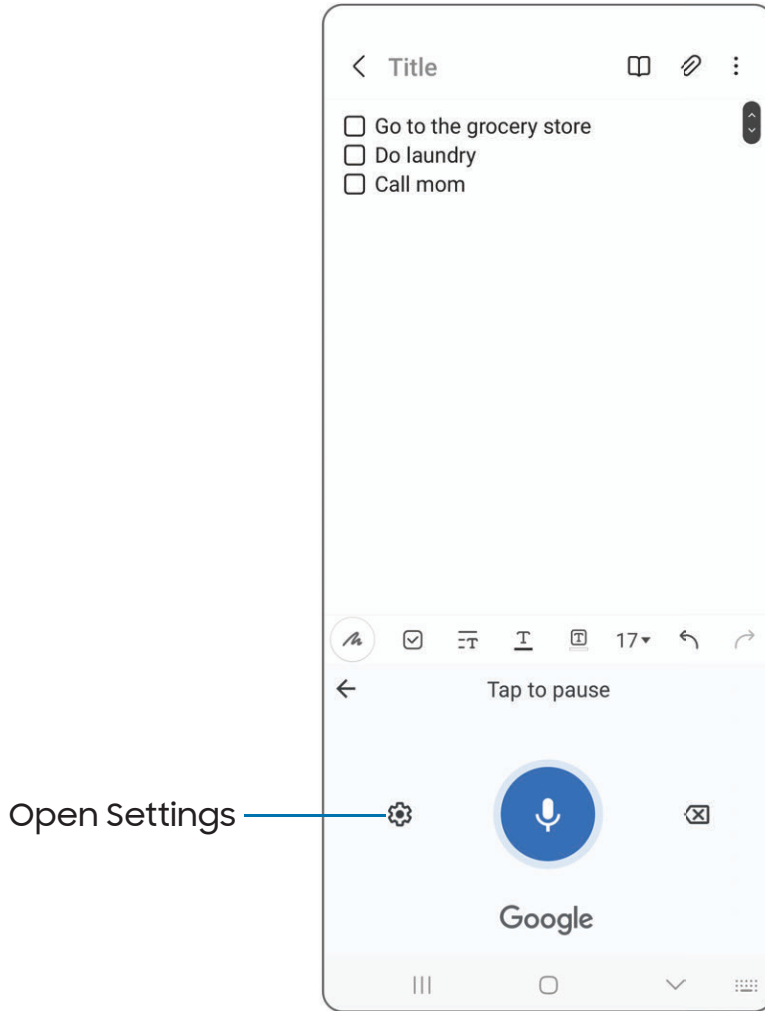 Title
Go to the grocery store
Do laundry
Call mom
17
Tap to pause
Open Settings
Google